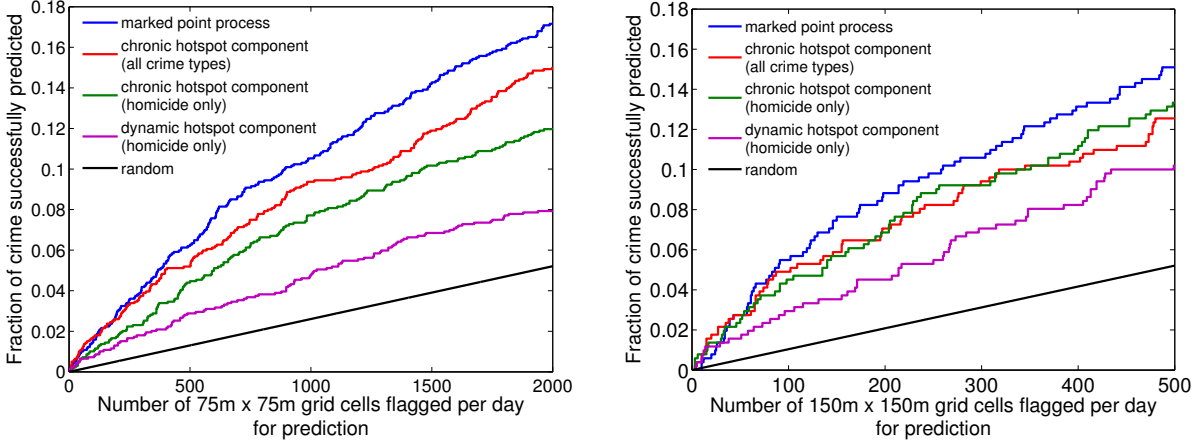 Fraction of crime successfully predicted
0.18
0.16
0.14
0.12
0.1
0.08
0.06
0.04
0.02
0
marked point process
chronic hotspot component
(all crime types)
chronic hotspot component
(homicide only)
dynamic hotspot component
(homicide only)
random
0 500 1000 1500 2000
Number of 75m x 75m grid cells flagged per day
for prediction
Fraction of crime successfully predicted
0.18
0.16
0.14
0.12
0.1
0.08
0.06
0.04
0.02
0
marked point process
chronic hotspot component
(all crime types)
chronic hotspot component
(homicide only)
dynamic hotspot component
(homicide only)
random
0 100 200 300 400 500
Number of 150m x 150m grid cells flagged per day
for prediction